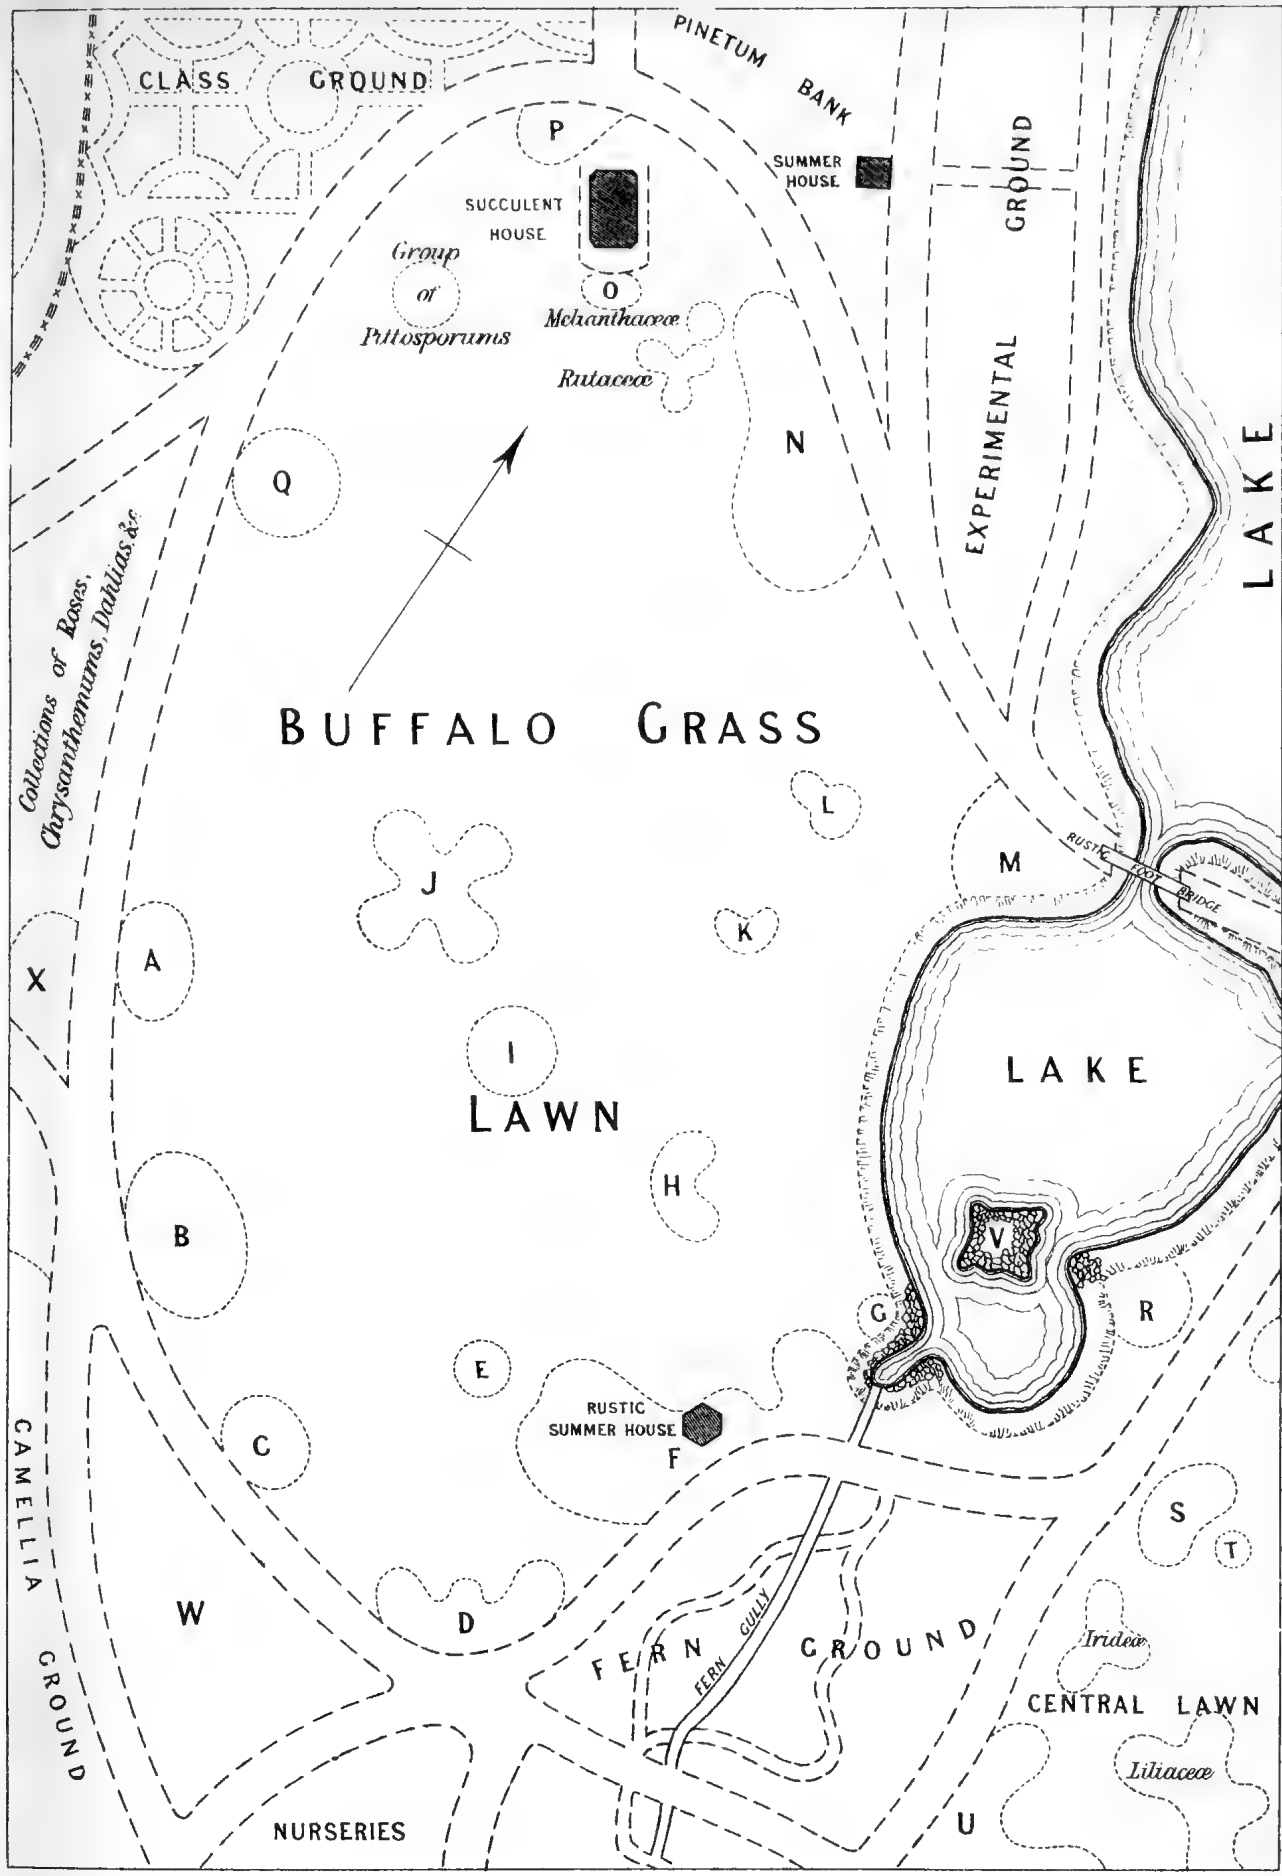 PINETUM
BANK
CLASS GROUND
P
SUMMER
HOUSE
GROUND
SUCCULENT
HOUSE
Group
of
Pittosporums
O
Melianthaceæ
Rutaceæ
N
EXPERIMENTAL
LAKE
Q
Collections of Roses,
Chrysanthemums, Dahlias &c
BUFFALO GRASS
L
J
M
RUSTIC FOOT BRIDGE
K
A
X
I
LAKE
LAWN
H
B
V
G
R
E
RUSTIC
SUMMER HOUSE
F
C
CAMELLIA GROUND
S
T
W
D
FERN GULLY
FERN GROUND
Irideæ
CENTRAL LAWN
Liliaceæ
U
NURSERIES